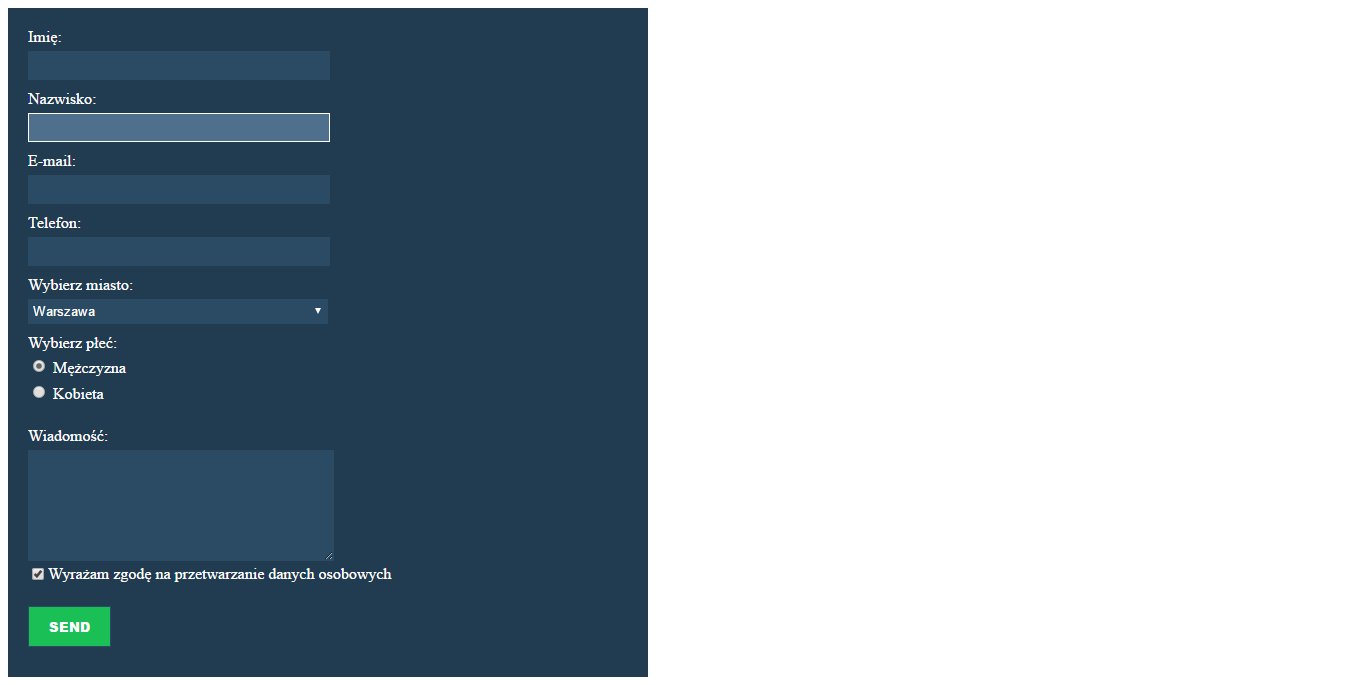 Imię:
Nazwisko:
E-mail:
Telefon:
Wybierz miasto:
Warszawa
Wybierz płeć:
Mężczyzna
Kobieta
Wiadomość:
Wyrażam zgodę na przetwarzanie danych osobowych
SEND